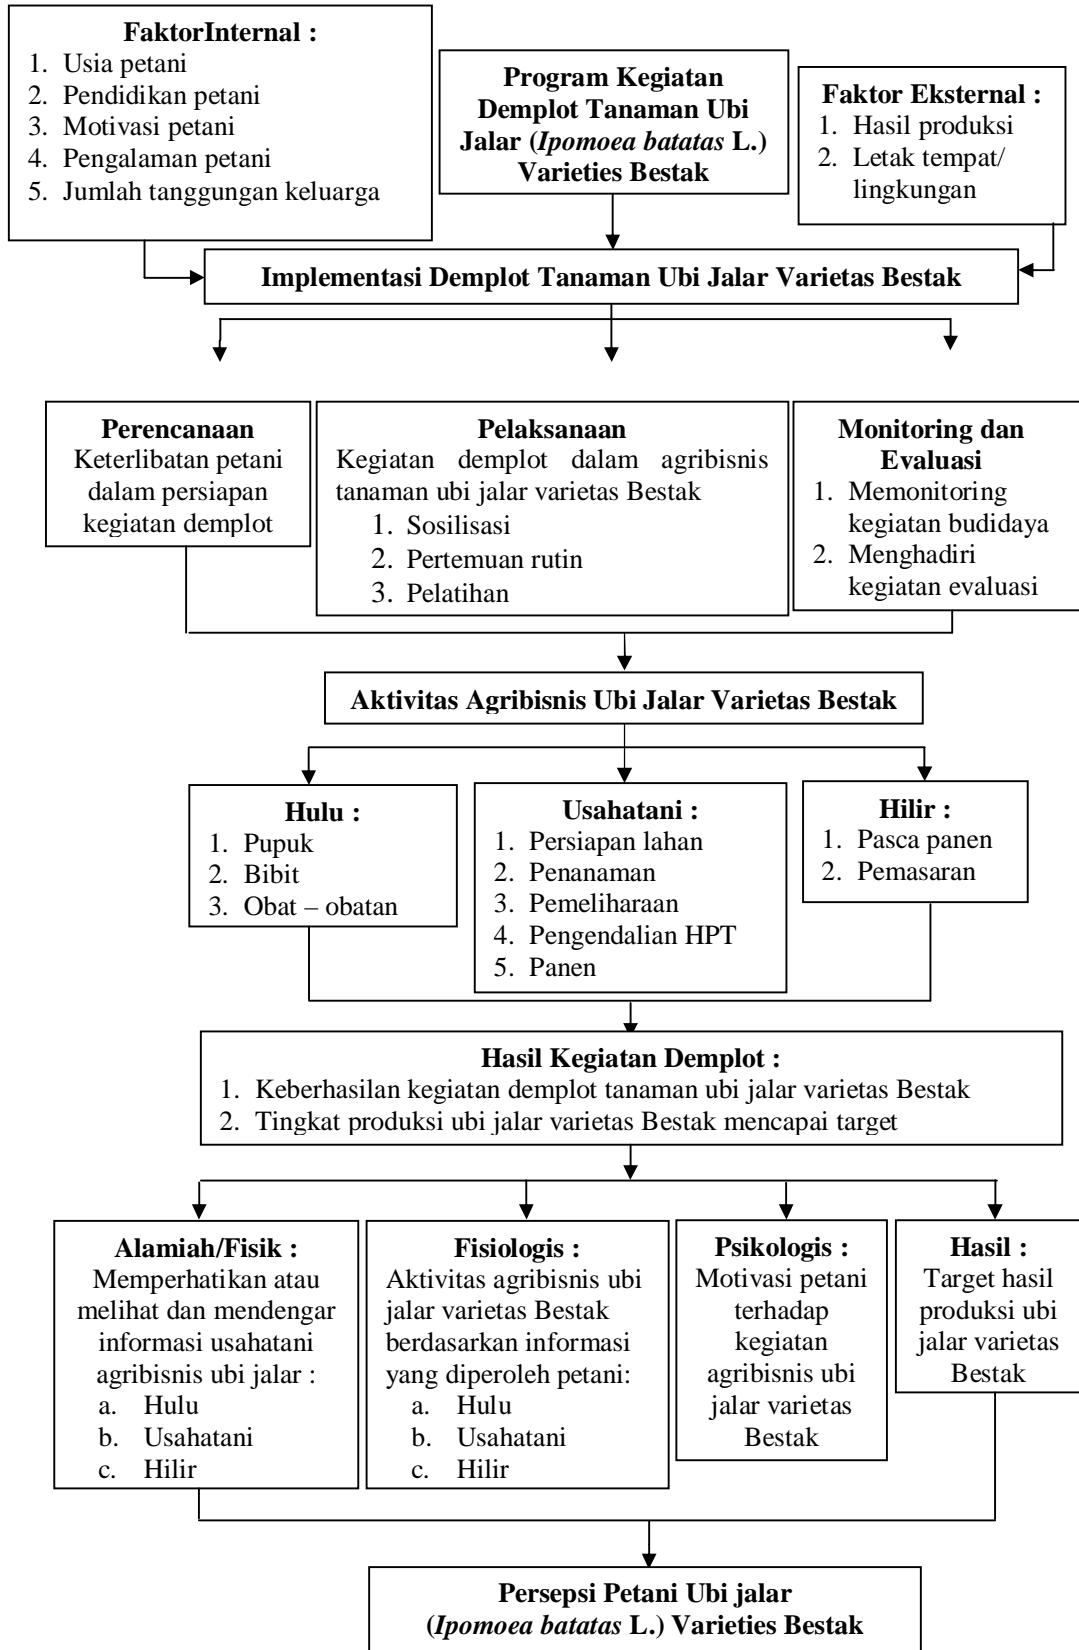 FaktorInternal :
1. Usia petani
2. Pendidikan petani
3. Motivasi petani
4. Pengalaman petani
5. Jumlah tanggungan keluarga
Program Kegiatan
Demplot Tanaman Ubi
Jalar (Ipomoea batatas L.)
Varieties Bestak
Faktor Eksternal :
1. Hasil produksi
2. Letak tempat/
lingkungan
Implementasi Demplot Tanaman Ubi Jalar Varietas Bestak
Perencanaan
Keterlibatan petani
dalam persiapan
kegiatan demplot
Pelaksanaan
Kegiatan demplot dalam agribisnis
tanaman ubi jalar varietas Bestak
1. Sosilisasi
2. Pertemuan rutin
3. Pelatihan
Monitoring dan
Evaluasi
1. Memonitoring
kegiatan budidaya
2. Menghadiri
kegiatan evaluasi
Aktivitas Agribisnis Ubi Jalar Varietas Bestak
Hulu :
1. Pupuk
2. Bibit
3. Obat – obatan
Usahatani :
1. Persiapan lahan
2. Penanaman
3. Pemeliharaan
4. Pengendalian HPT
5. Panen
Hilir :
1. Pasca panen
2. Pemasaran
Hasil Kegiatan Demplot :
1. Keberhasilan kegiatan demplot tanaman ubi jalar varietas Bestak
2. Tingkat produksi ubi jalar varietas Bestak mencapai target
Alamiah/Fisik :
Memperhatikan atau
melihat dan mendengar
informasi usahatani
agribisnis ubi jalar :
a. Hulu
b. Usahatani
c. Hilir
Fisiologis :
Aktivitas agribisnis ubi
jalar varietas Bestak
berdasarkan informasi
yang diperoleh petani:
a. Hulu
b. Usahatani
c. Hilir
Psikologis :
Motivasi petani
terhadap
kegiatan
agribisnis ubi
jalar varietas
Bestak
Hasil :
Target hasil
produksi ubi
jalar varietas
Bestak
Persepsi Petani Ubi jalar
(Ipomoea batatas L.) Varieties Bestak